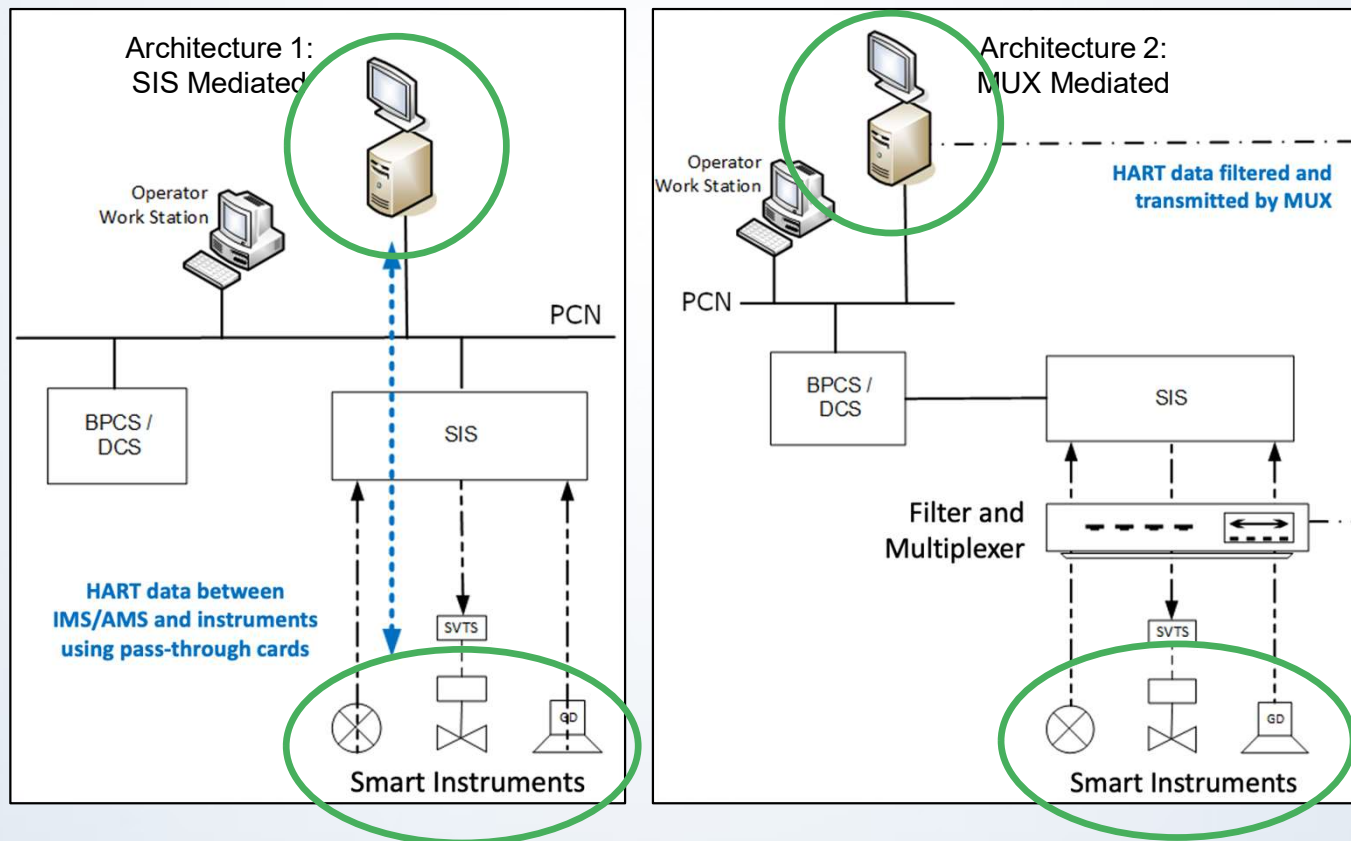 Architecture 1:
SIS Mediated
Operator
Work Station
PCN
BPCS /
DCS
SIS
HART data between
IMS/AMS and instruments
using pass-through cards
SVTS
GD
Smart Instruments
Architecture 2:
MUX Mediated
Operator
Work Station
HART data filtered and
transmitted by MUX
PCN
BPCS /
DCS
SIS
Filter and
Multiplexer
SVTS
GD
Smart Instruments